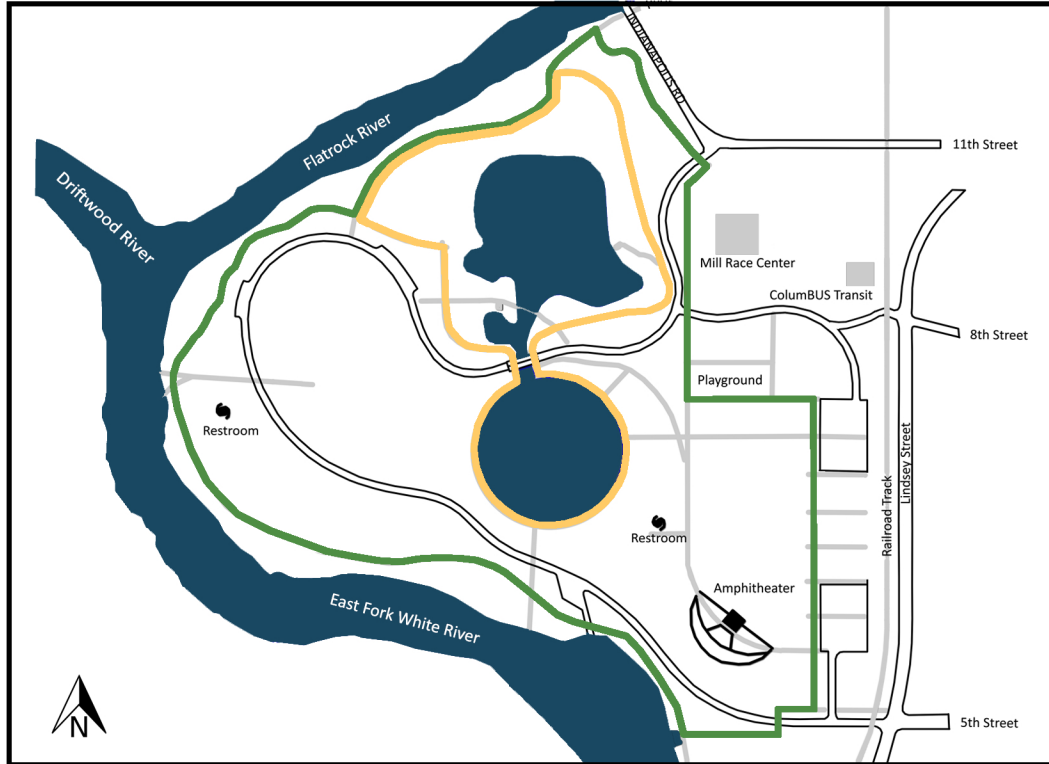 INDIANAPOLIS RD
11th Street
Flatrock River
Driftwood River
Mill Race Center
ColumBUS Transit
8th Street
Playground
Restroom
Lindsey Street
Railroad Track
Restroom
Amphitheater
East Fork White River
5th Street
N